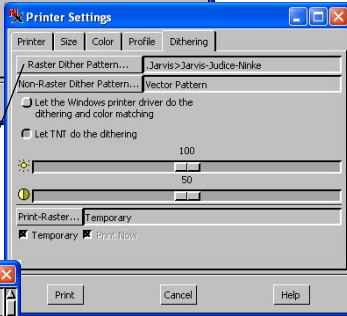 Printer Settings
Printer Size Color Profile Dithering
Raster Dither Pattern... .Jarvis>Jarvis-Judice-Ninke
Non-Raster Dither Pattern... Vector Pattern
Let the Windows printer driver do the
dithering and color matching
Let TNT do the dithering
100
50
Print-Raster... Temporary
Temporary Print Now
Print Cancel Help